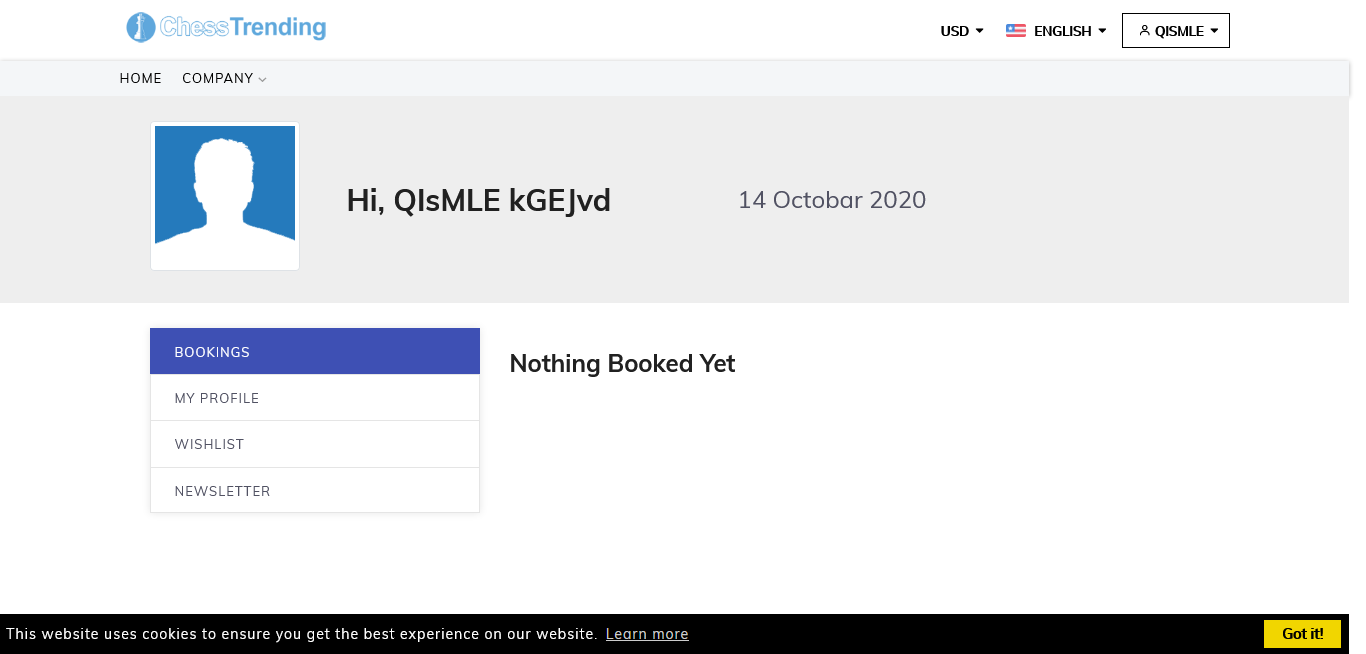 ChessTrending
USD
ENGLISH
QISMLE
HOME
COMPANY
Hi, QIsMLE kGEJvd
14 Octobar 2020
BOOKINGS
MY PROFILE
WISHLIST
NEWSLETTER
Nothing Booked Yet
This website uses cookies to ensure you get the best experience on our website. Learn more
Got it!